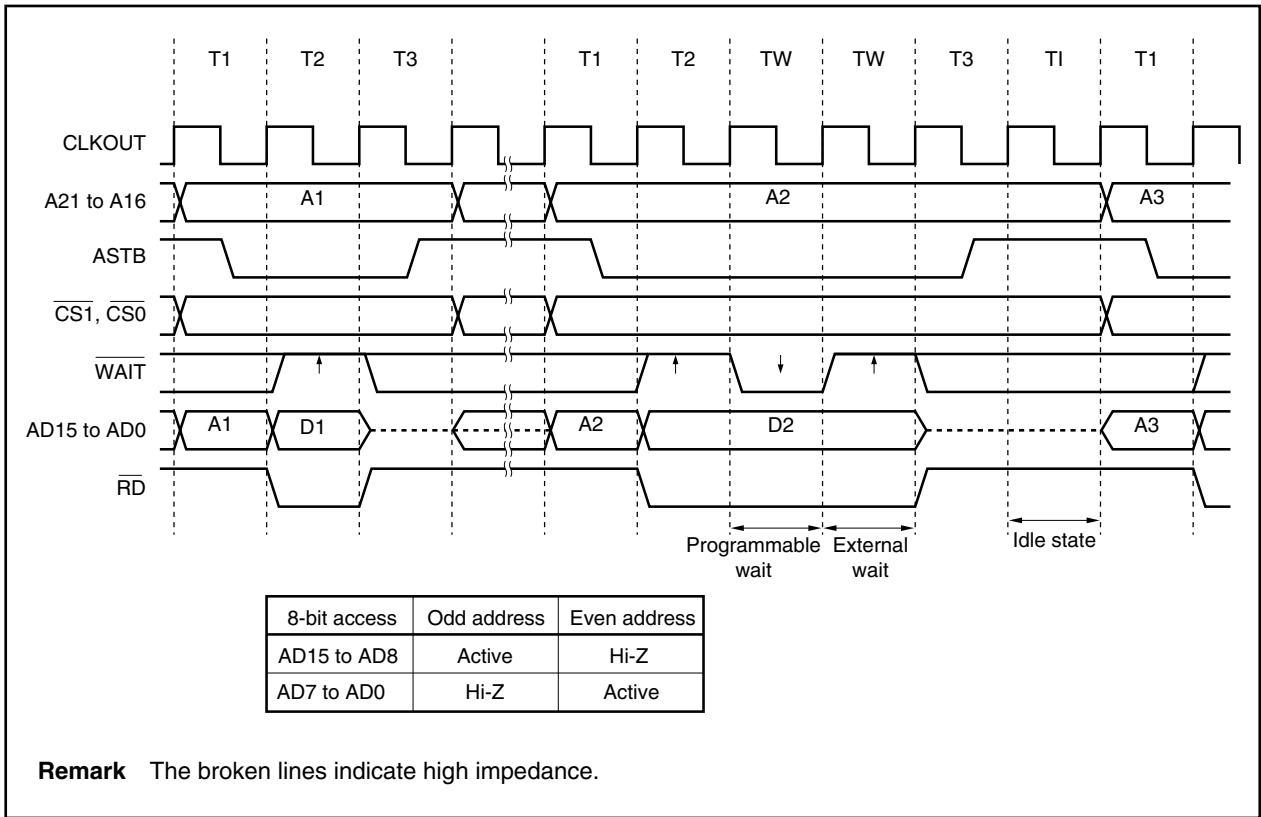 T1 T2 T3 T1 T2 TW TW T3 TI T1
CLKOUT
A21 to A16 A1 A2 A3
ASTB
CS1, CS0
WAIT
AD15 to AD0 A1 D1 A2 D2 A3
RD
Programmable wait
External wait
Idle state
8-bit access Odd address Even address
AD15 to AD8 Active Hi-Z
AD7 to AD0 Hi-Z Active
Remark The broken lines indicate high impedance.